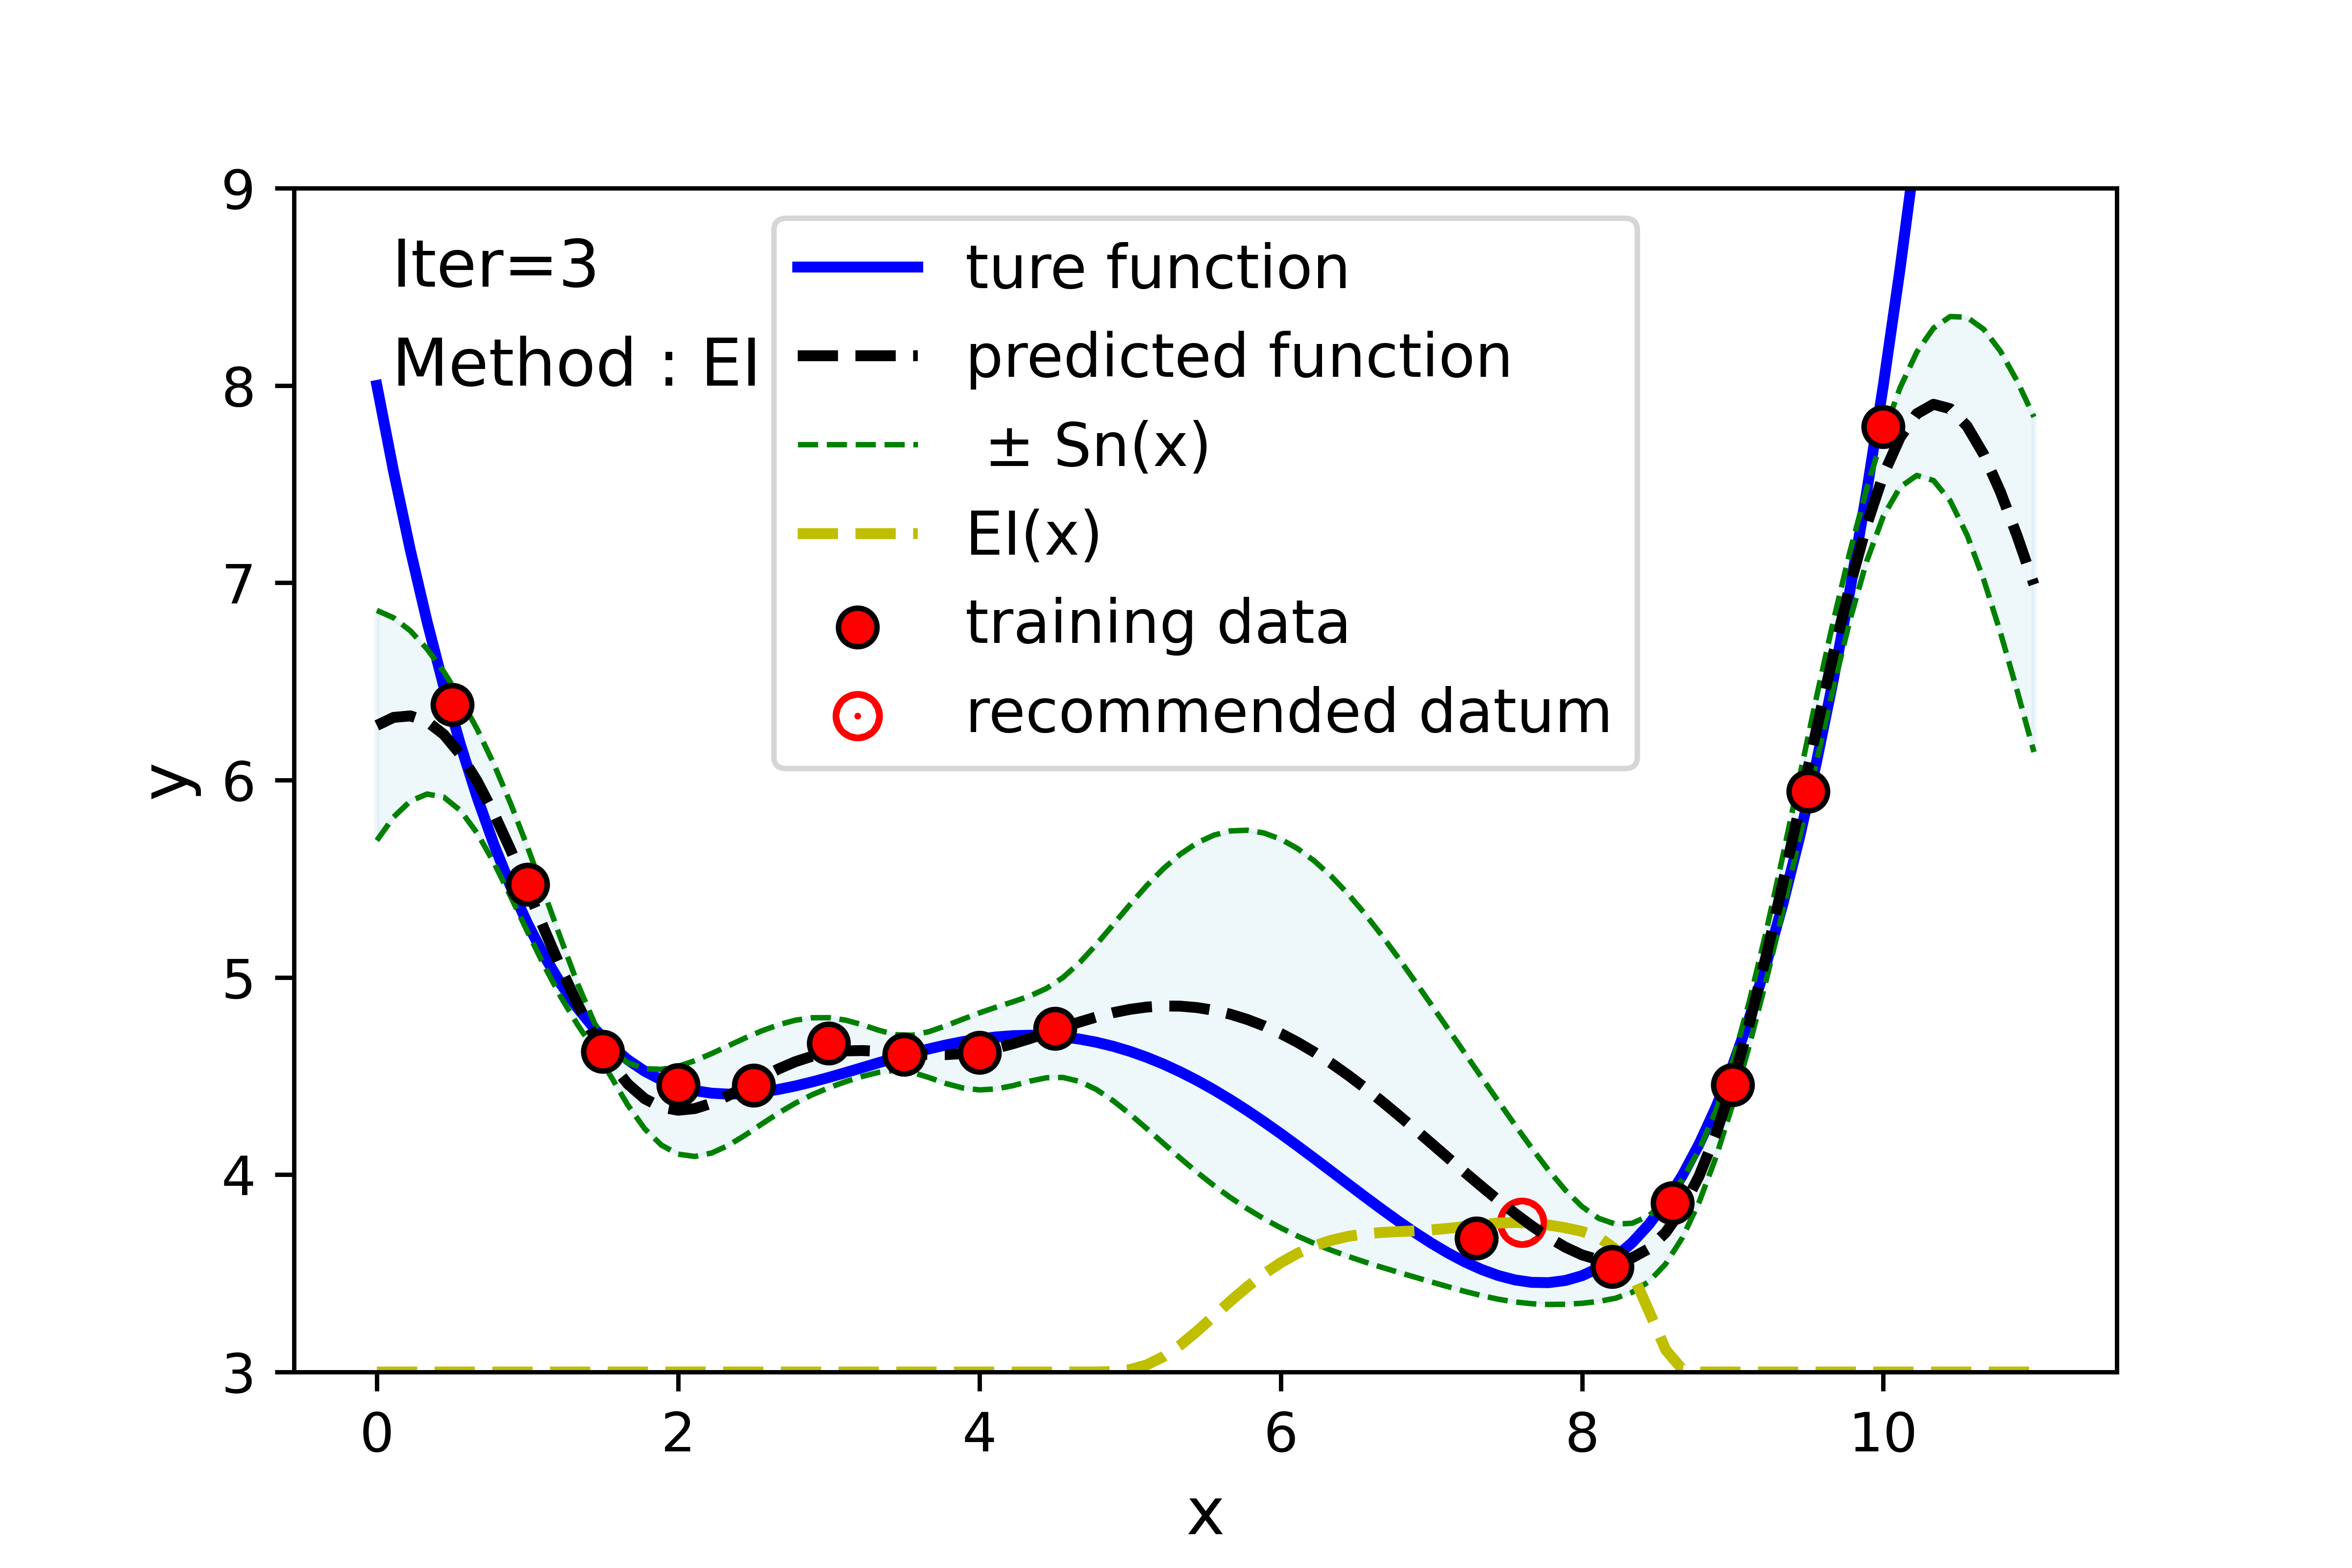 Iter=3
Method : EI
ture function
predicted function
± Sn(x)
EI(x)
training data
recommended datum
9
8
7
6
5
4
3
y
0 2 4 6 8 10
x